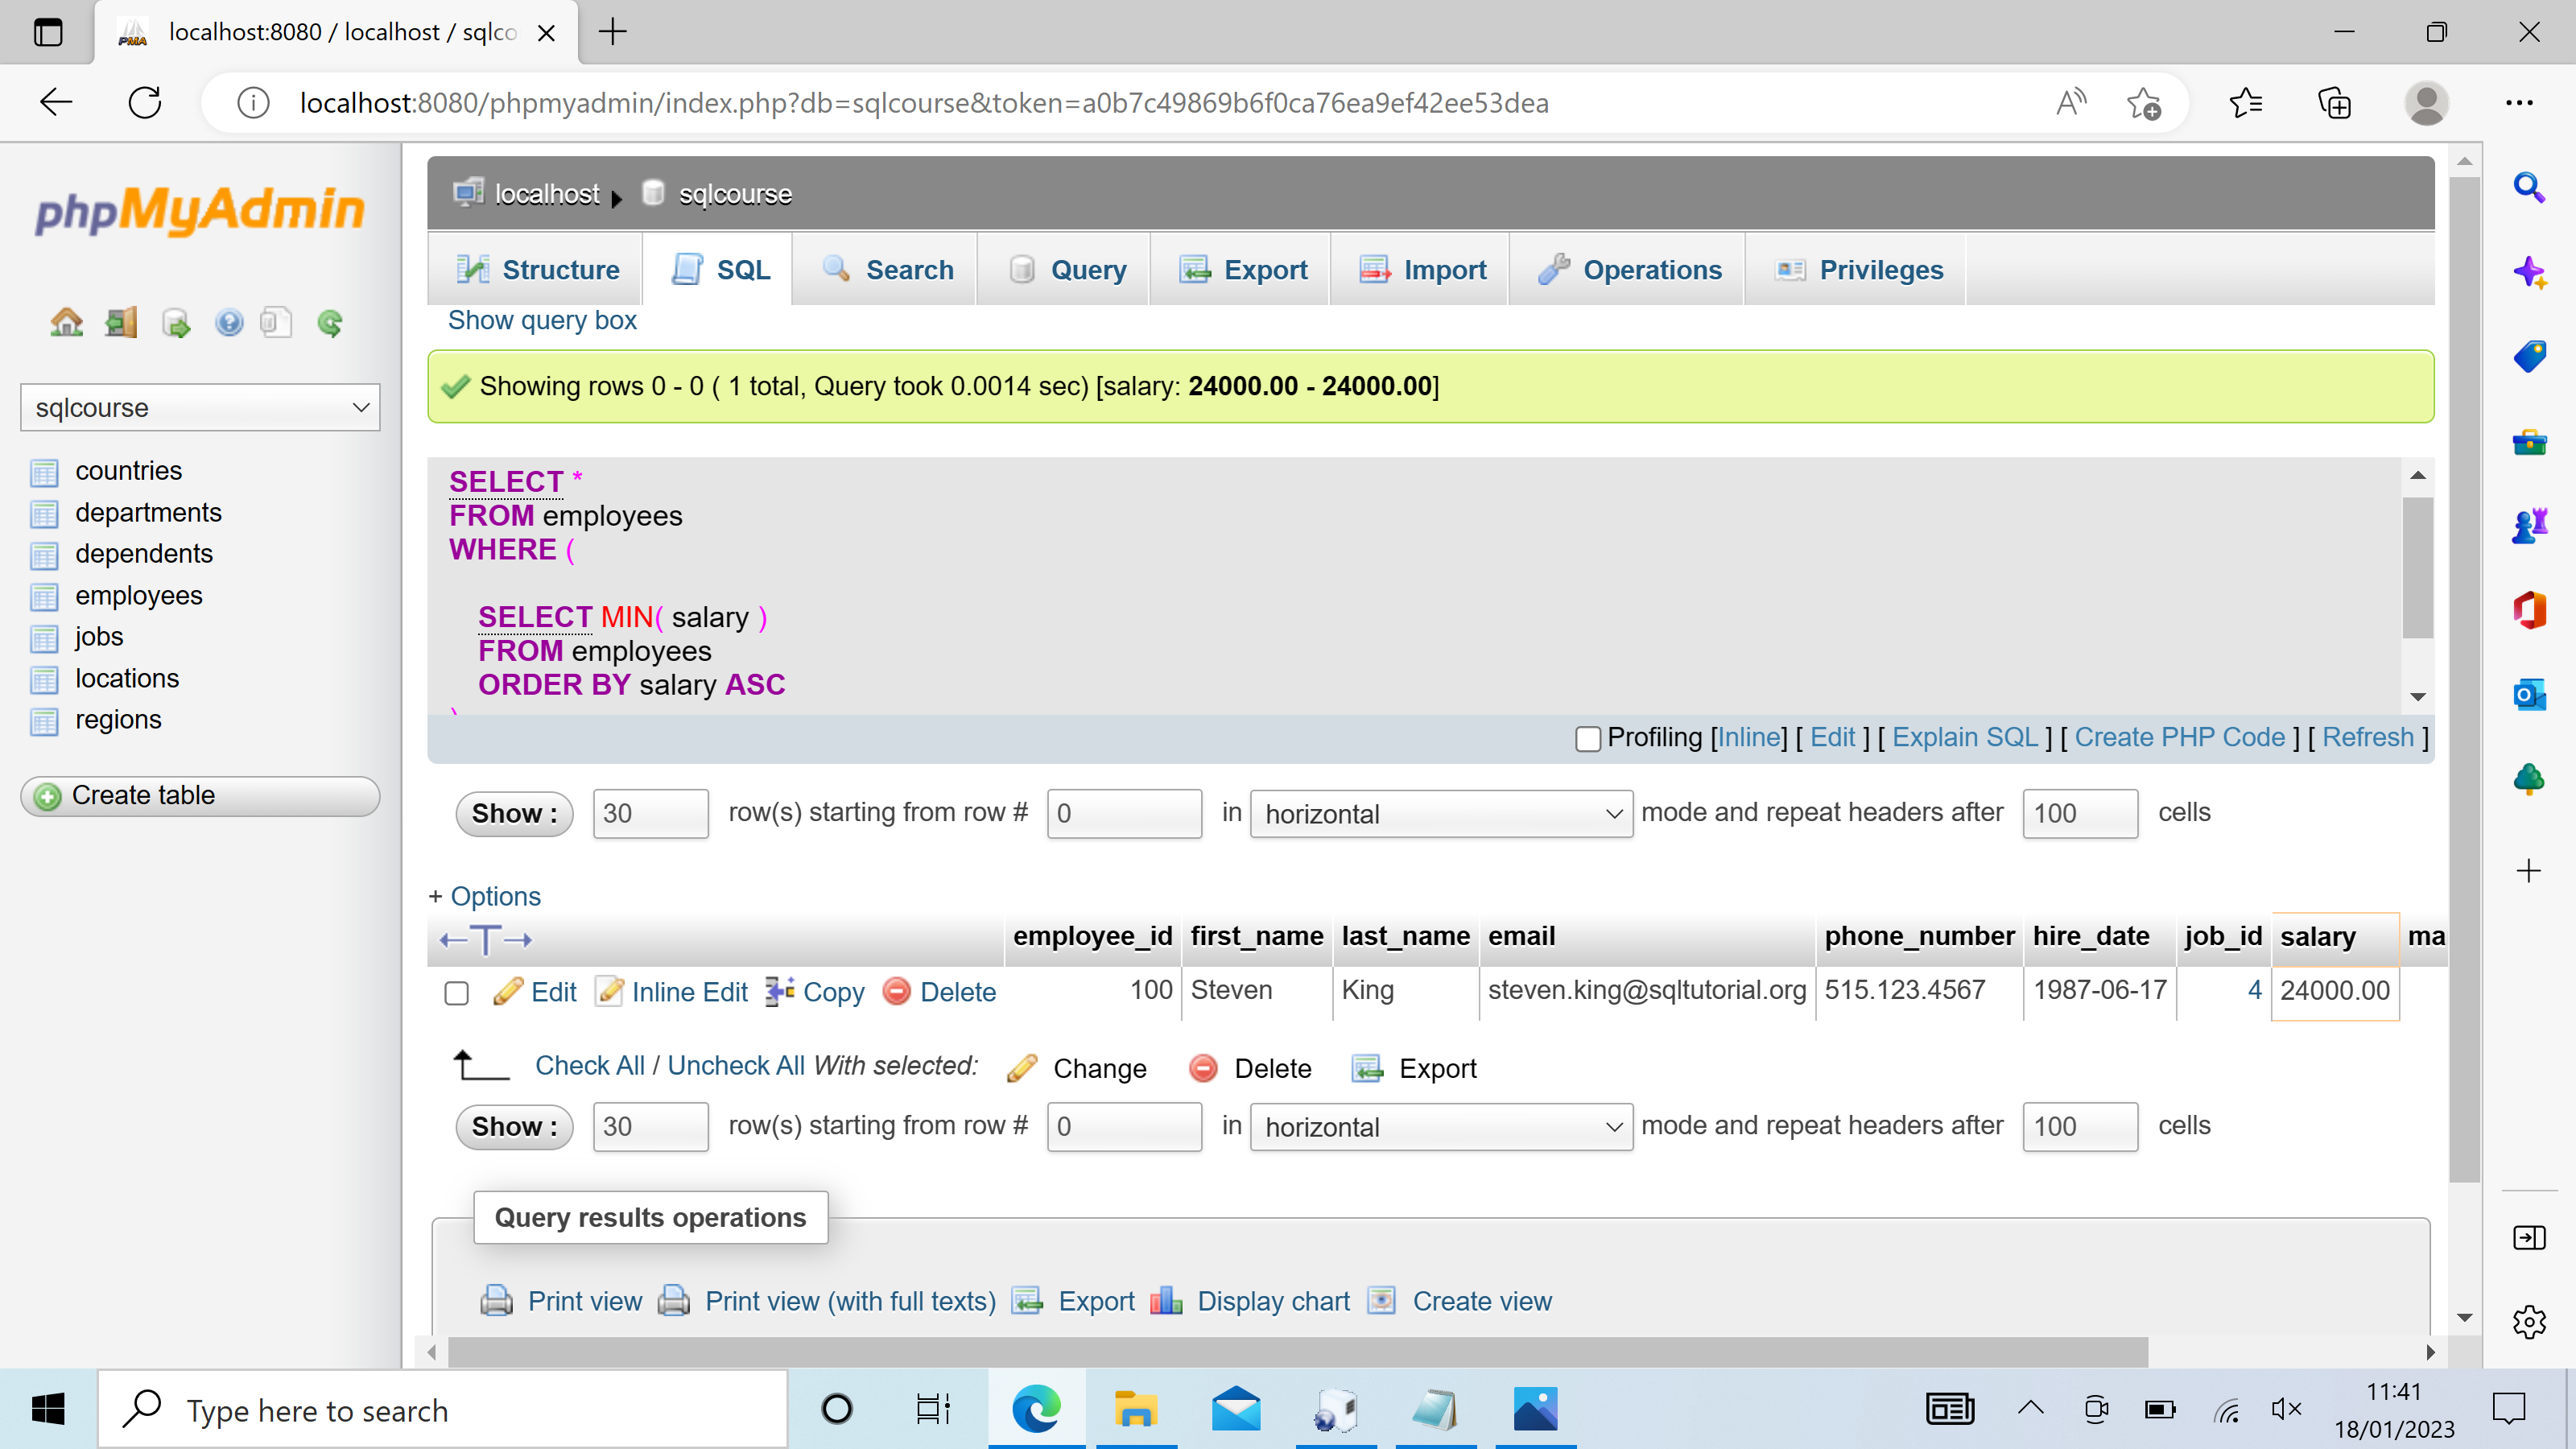 localhost:8080 / localhost / sqlco
localhost:8080/phpmyadmin/index.php?db=sqlcourse&token=a0b7c49869b6f0ca76ea9ef42ee53dea
phpMyAdmin
sqlcourse
countries
departments
dependents
employees
jobs
locations
regions
Create table
localhost sqlcourse
Structure SQL Search Query Export Import Operations Privileges
Show query box
Showing rows 0 - 0 ( 1 total, Query took 0.0014 sec) [salary: 24000.00 - 24000.00]
SELECT *
FROM employees
WHERE (
SELECT MIN( salary )
FROM employees
ORDER BY salary ASC
)
Profiling [Inline] [ Edit ] [ Explain SQL ] [ Create PHP Code ] [ Refresh ]
Show : 30 row(s) starting from row # 0 in horizontal mode and repeat headers after 100 cells
+ Options
employee_id first_name last_name email phone_number hire_date job_id salary ma
Edit Inline Edit Copy Delete 100 Steven King steven.king@sqltutorial.org 515.123.4567 1987-06-17 4 24000.00
Check All / Uncheck All With selected: Change Delete Export
Show : 30 row(s) starting from row # 0 in horizontal mode and repeat headers after 100 cells
Query results operations
Print view Print view (with full texts) Export Display chart Create view
Type here to search
11:41
18/01/2023